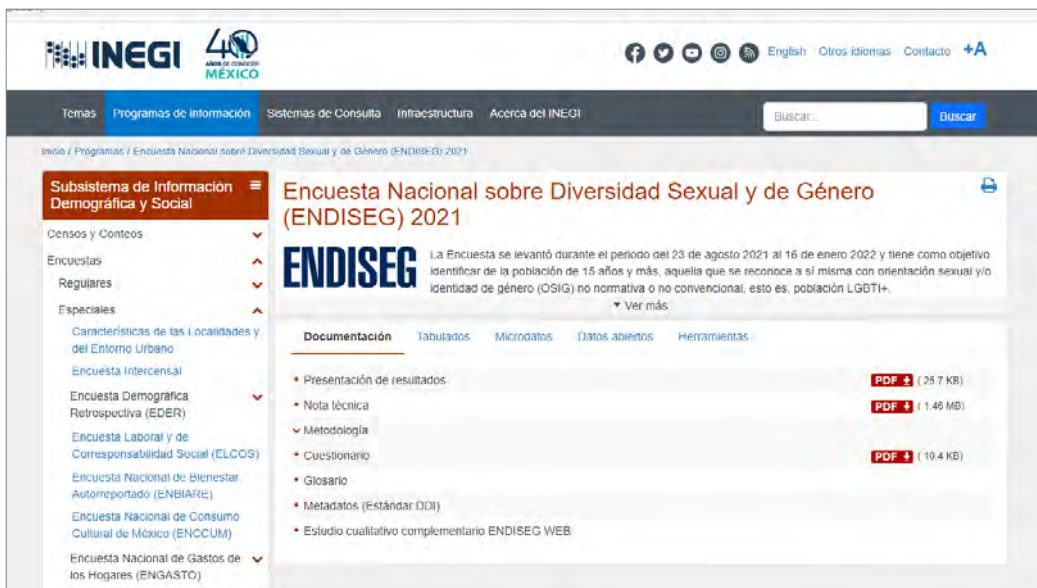 INEGI
40
AÑOS DE CONOCER
MÉXICO
English Otros idiomas Contacto +A
Temas Programas de Información Sistemas de Consulta Infraestructura Acerca del INEGI Buscar... Buscar
Inicio / Programas / Encuesta Nacional sobre Diversidad Sexual y de Género (ENDISEG) 2021
Subsistema de Información
Demográfica y Social
Censos y Conteos
Encuestas
Regulares
Especiales
Características de las Localidades y
del Entorno Urbano
Encuesta Intercensal
Encuesta Demográfica
Retrospectiva (EDER)
Encuesta Laboral y de
Corresponsabilidad Social (ELCOS)
Encuesta Nacional de Bienestar
Autorreportado (ENBIARE)
Encuesta Nacional de Consumo
Cultural de México (ENCCUM)
Encuesta Nacional de Gastos de
los Hogares (ENGASTO)
Encuesta Nacional sobre Diversidad Sexual y de Género
(ENDISEG) 2021
ENDISEG
La Encuesta se levantó durante el periodo del 23 de agosto 2021 al 16 de enero 2022 y tiene como objetivo
identificar de la población de 15 años y más, aquella que se reconoce a sí misma con orientación sexual y/o
identidad de género (OSIG) no normativa o no convencional, esto es, población LGBTI+.
Ver más
Documentación Tabulados Microdatos Datos abiertos Herramientas
Presentación de resultados PDF (25.7 KB)
Nota técnica PDF (1.46 MB)
Metodología
Cuestionario PDF (19.4 KB)
Glosario
Metadatos (Estándar DDI)
Estudio cualitativo complementario ENDISEG WEB